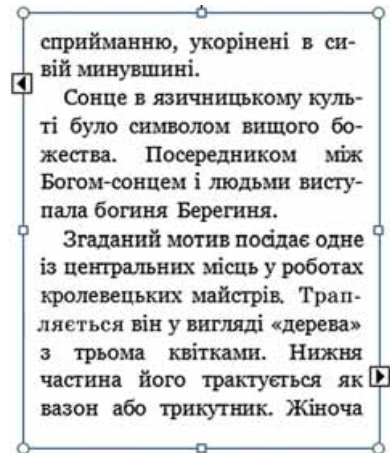 сприйманню, укорінені в си-
вій минувшині.
Сонце в язичницькому куль-
ті було символом вищого бо-
жества. Посередником між
Богом-сонцем і людьми висту-
пала богиня Берегиня.
Згаданий мотив посідає одне
із центральних місць у роботах
кролевецьких майстрів. Трап-
ляється він у вигляді «дерева»
з трьома квітками. Нижня
частина його трактується як
вазон або трикутник. Жіноча